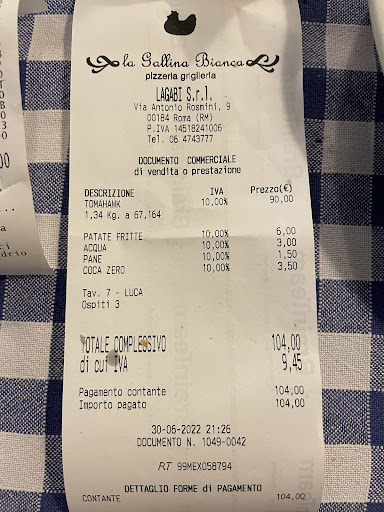 la Gallina Bianca
pizzeria griglieria
LAGABI S.r.l.
Via Antonio Rosmini, 9
00184 Roma (RM)
P.IVA 14518241006
Tel. 06 4743777
DOCUMENTO COMMERCIALE
di vendita o prestazione
DESCRIZIONE IVA Prezzo(€)
TOMAHAWK 10,00% 90,00
1,34 Kg. a 67,164
PATATE FRITTE 10,00% 6,00
ACQUA 10,00% 3,00
PANE 10,00% 1,50
COCA ZERO 10,00% 3,50
Tav. 7 - LUCA
Ospiti 3
TOTALE COMPLESSIVO 104,00
di cui IVA 9,45
Pagamento contante 104,00
Importo pagato 104,00
30-06-2022 21:26
DOCUMENTO N. 1049-0042
RT 99MEX058794
DETTAGLIO FORME di PAGAMENTO
CONTANTE 104,00